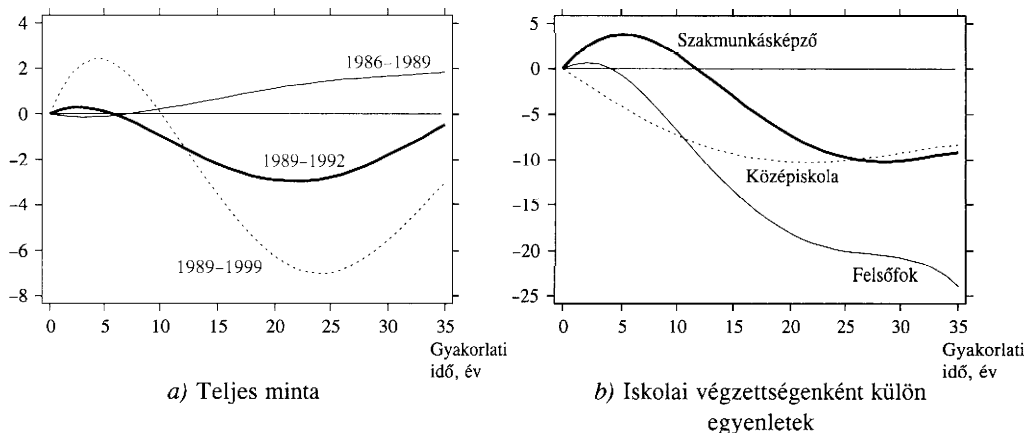 4
2
0
–2
–4
–6
–8
1986–1989
1989–1992
1989–1999
0 5 10 15 20 25 30 35
Gyakorlati
idő, év
a) Teljes minta
5
0
–5
–10
–15
–20
–25
Szakmunkásképző
Középiskola
Felsőfok
0 5 10 15 20 25 30 35
Gyakorlati
idő, év
b) Iskolai végzettségenként külön
egyenletek